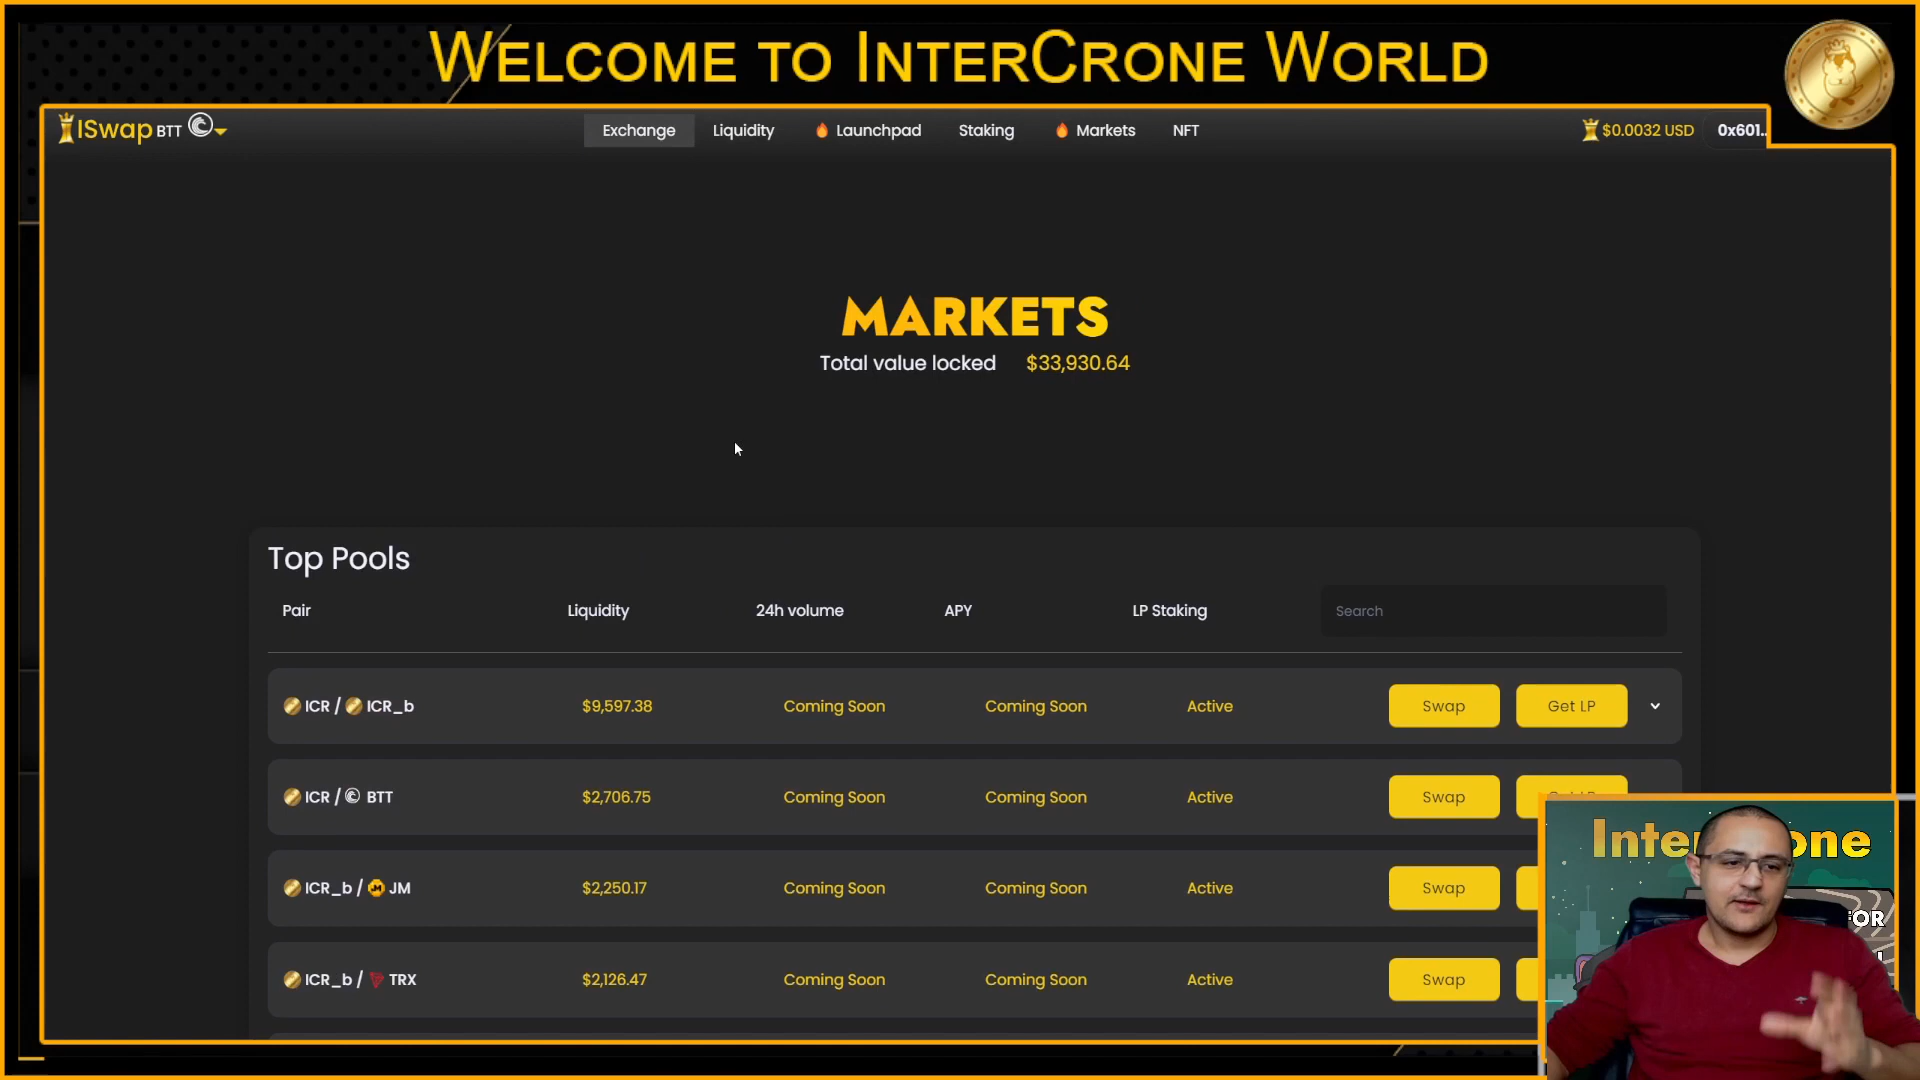 WELCOME TO INTERCRONE WORLD
ISwap BTT
Exchange
Liquidity
Launchpad
Staking
Markets
NFT
$0.0032 USD
0x601..
MARKETS
Total value locked $33,930.64
Top Pools
Pair Liquidity 24h volume APY LP Staking Search
ICR / ICR_b $9,597.38 Coming Soon Coming Soon Active Swap Get LP
ICR / BTT $2,706.75 Coming Soon Coming Soon Active Swap
ICR_b / JM $2,250.17 Coming Soon Coming Soon Active Swap
ICR_b / TRX $2,126.47 Coming Soon Coming Soon Active Swap